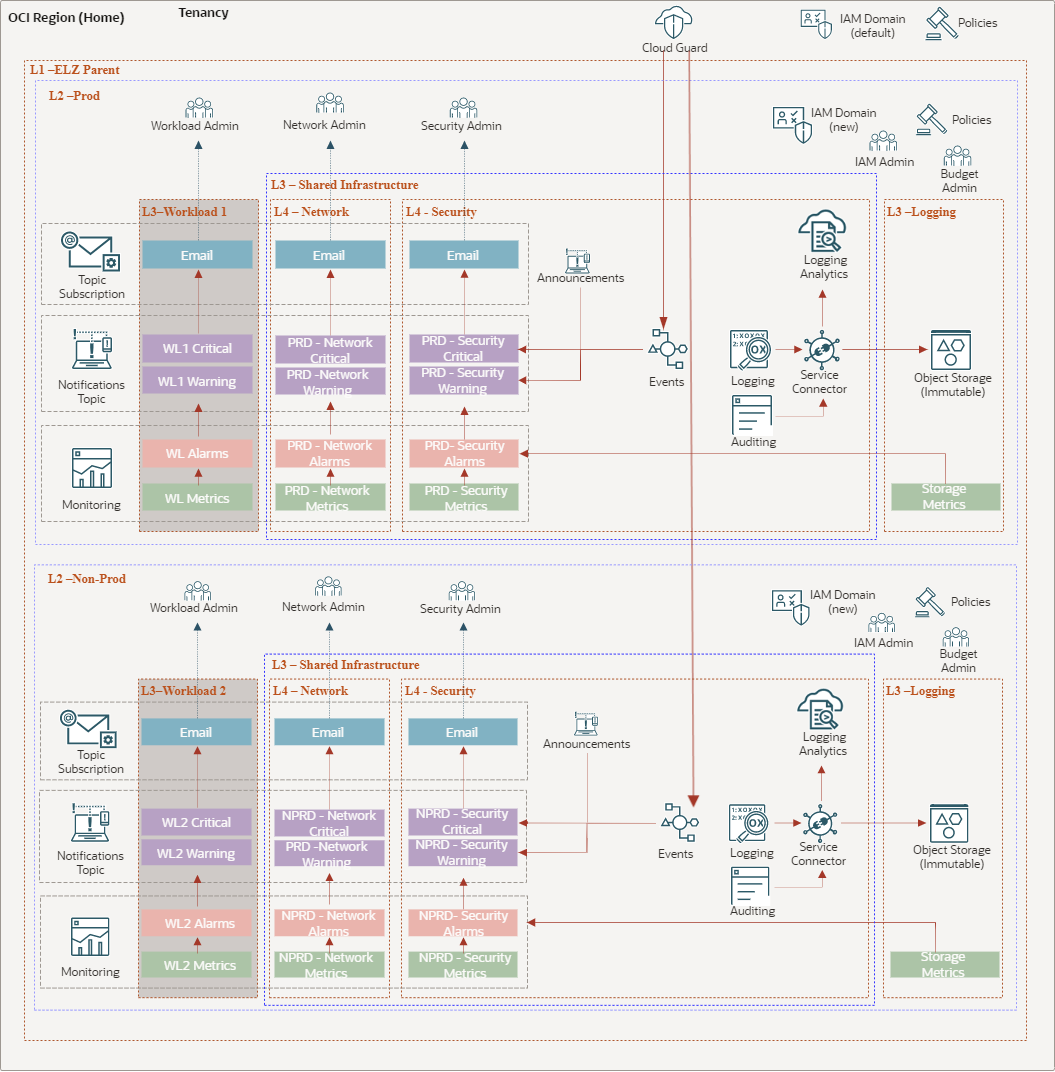 OCI Region (Home)
Tenancy
Cloud Guard
IAM Domain
(default)
Policies
L1 –ELZ Parent
L2 –Prod
Workload Admin
Network Admin
Security Admin
IAM Domain
(new)
Policies
IAM Admin
Budget
Admin
L3 – Shared Infrastructure
L3–Workload 1
L4 – Network
L4 - Security
L3 –Logging
Topic
Subscription
Email
Email
Email
Announcements
Logging
Analytics
Notifications
Topic
WL1 Critical
WL1 Warning
PRD - Network
Critical
PRD -Network
Warning
PRD - Security
Critical
PRD - Security
Warning
Events
Logging
Service
Connector
Object Storage
(Immutable)
Auditing
Monitoring
WL Alarms
WL Metrics
PRD - Network
Alarms
PRD - Network
Metrics
PRD- Security
Alarms
PRD - Security
Metrics
Storage
Metrics
L2 –Non-Prod
Workload Admin
Network Admin
Security Admin
IAM Domain
(new)
Policies
IAM Admin
Budget
Admin
L3 – Shared Infrastructure
L3–Workload 2
L4 – Network
L4 - Security
L3 –Logging
Topic
Subscription
Email
Email
Email
Announcements
Logging
Analytics
Notifications
Topic
WL2 Critical
WL2 Warning
NPRD - Network
Critical
PRD -Network
Warning
NPRD - Security
Critical
NPRD - Security
Warning
Events
Logging
Service
Connector
Object Storage
(Immutable)
Auditing
Monitoring
WL2 Alarms
WL2 Metrics
NPRD - Network
Alarms
NPRD - Network
Metrics
NPRD- Security
Alarms
NPRD - Security
Metrics
Storage
Metrics